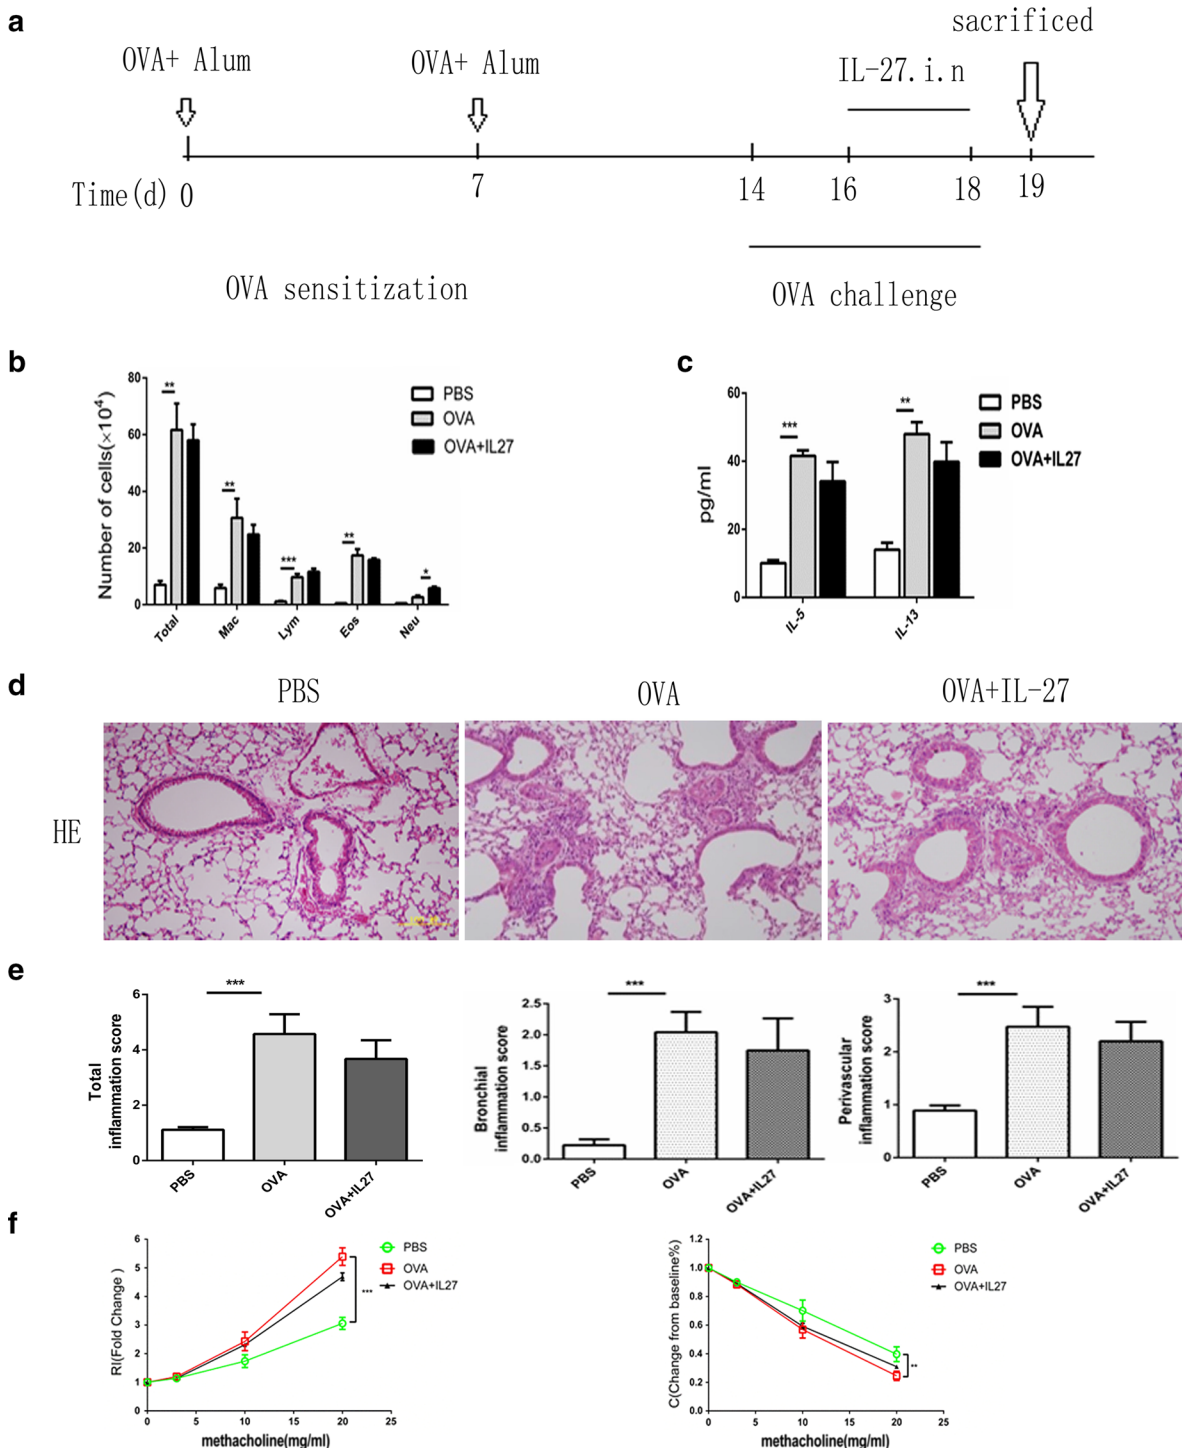 a
sacrificed
OVA+ Alum
OVA+ Alum
IL-27.i.n
Time(d) 0 7 14 16 18 19
OVA sensitization
OVA challenge
b
Number of cells(×10⁴)
80
60
40
20
0
**
**
***
**
*
PBS
OVA
OVA+IL27
Total Mac Lym Eos Neu
c
pg/ml
60
40
20
0
***
**
PBS
OVA
OVA+IL27
IL-5 IL-13
d
PBS OVA OVA+IL-27
HE
e
Total
inflammation score
6
4
2
0
***
PBS OVA OVA+IL27
Bronchial
inflammation score
2.5
2.0
1.5
1.0
0.5
0.0
***
PBS OVA OVA+IL27
Perivascular
inflammation score
3
2
1
0
***
PBS OVA OVA+IL27
f
RI(Fold Change )
6
5
4
3
2
1
0
0 5 10 15 20 25
methacholine(mg/ml)
PBS
OVA
OVA+IL27
***
C(Change from baseline%)
1.2
1.0
0.8
0.6
0.4
0.2
0.0
0 5 10 15 20 25
methacholine(mg/ml)
PBS
OVA
OVA+IL27
**